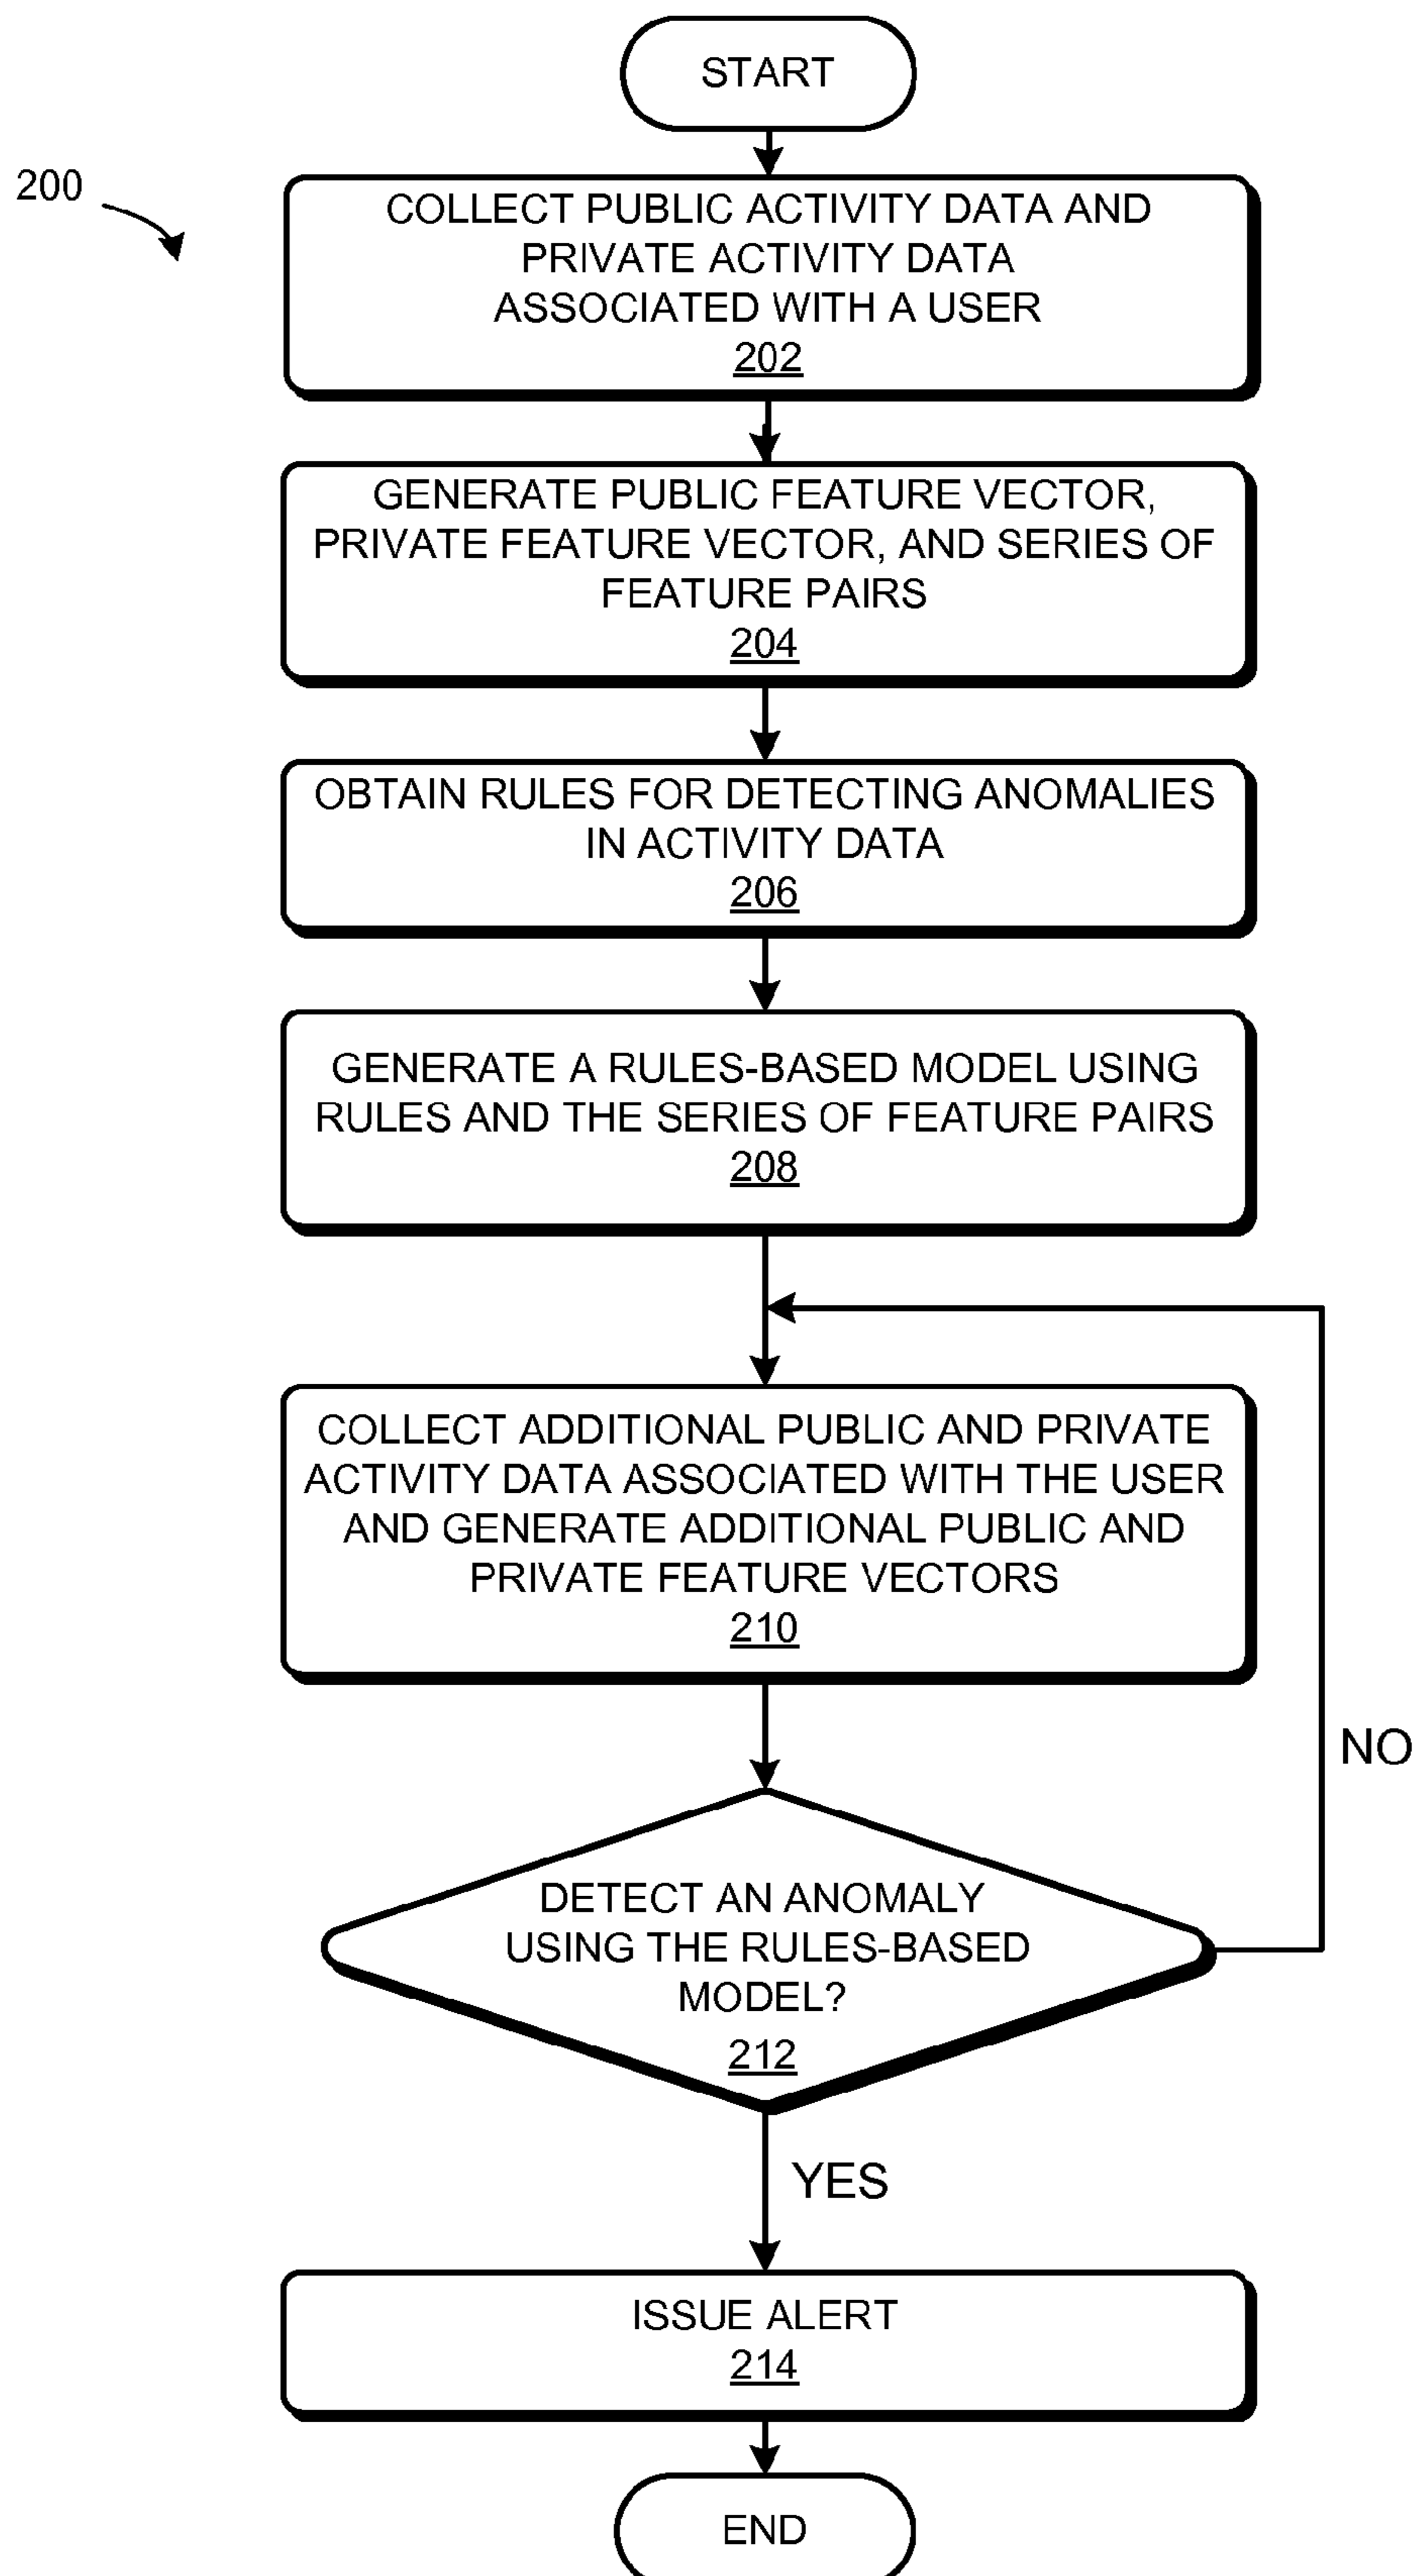 START
200
COLLECT PUBLIC ACTIVITY DATA AND
PRIVATE ACTIVITY DATA
ASSOCIATED WITH A USER
202
GENERATE PUBLIC FEATURE VECTOR,
PRIVATE FEATURE VECTOR, AND SERIES OF
FEATURE PAIRS
204
OBTAIN RULES FOR DETECTING ANOMALIES
IN ACTIVITY DATA
206
GENERATE A RULES-BASED MODEL USING
RULES AND THE SERIES OF FEATURE PAIRS
208
COLLECT ADDITIONAL PUBLIC AND PRIVATE
ACTIVITY DATA ASSOCIATED WITH THE USER
AND GENERATE ADDITIONAL PUBLIC AND
PRIVATE FEATURE VECTORS
210
NO
DETECT AN ANOMALY
USING THE RULES-BASED
MODEL?
212
YES
ISSUE ALERT
214
END